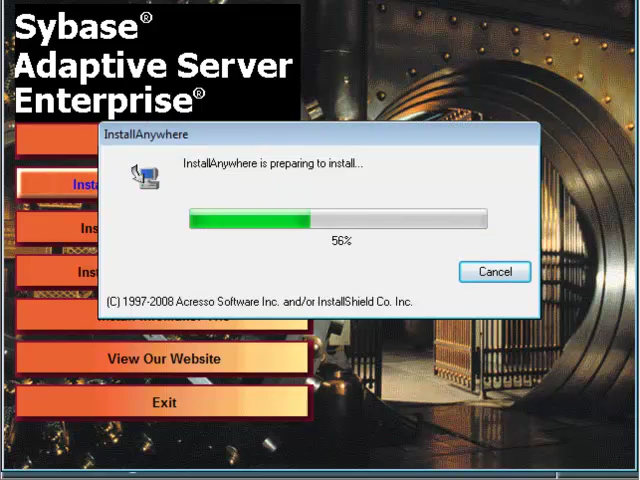 Sybase®
Adaptive Server
Enterprise®
InstallAnywhere
InstallAnywhere is preparing to install...
56%
Cancel
(C) 1997-2008 Acresso Software Inc. and/or InstallShield Co. Inc.
View Our Website
Exit